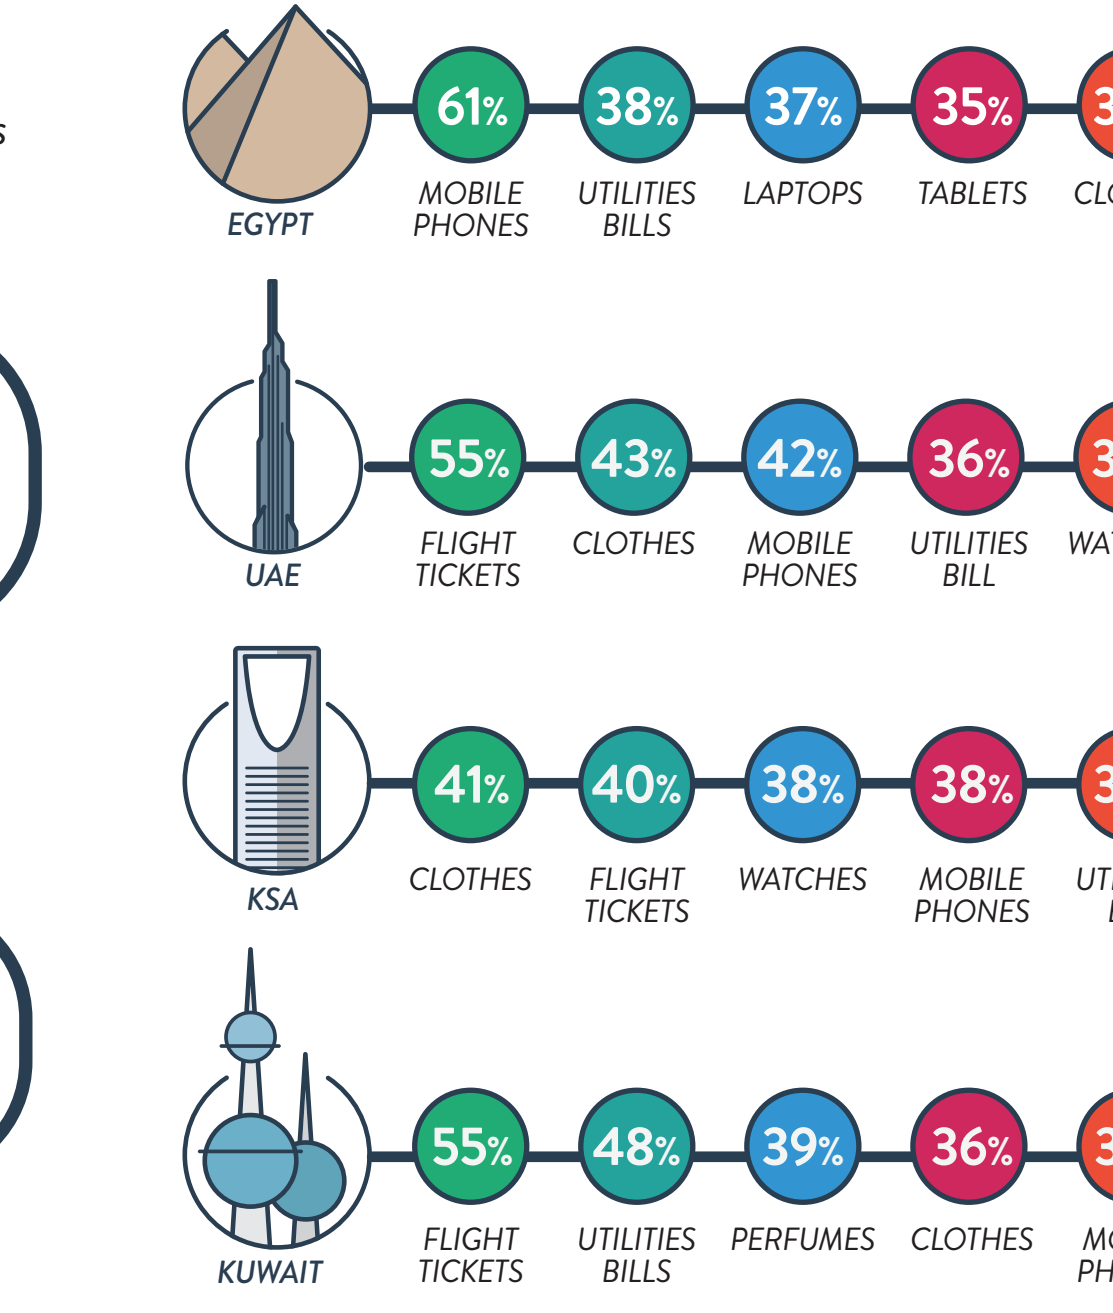 61% 38% 37% 35%
MOBILE PHONES UTILITIES BILLS LAPTOPS TABLETS
EGYPT
55% 43% 42% 36%
FLIGHT TICKETS CLOTHES MOBILE PHONES UTILITIES BILL
UAE
41% 40% 38% 38%
CLOTHES FLIGHT TICKETS WATCHES MOBILE PHONES
KSA
55% 48% 39% 36%
FLIGHT TICKETS UTILITIES BILLS PERFUMES CLOTHES
KUWAIT